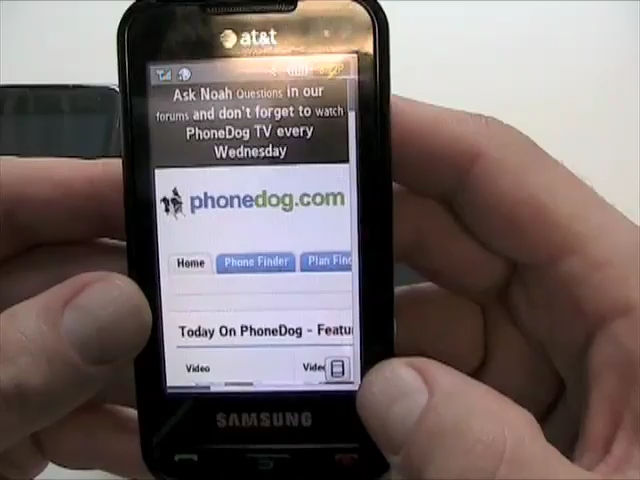 at&t
Ask Noah Questions in our
forums and don't forget to watch
PhoneDog TV every
Wednesday
phonedog.com
Home Phone Finder Plan Find
Today On PhoneDog - Featu
Video Video
SAMSUNG